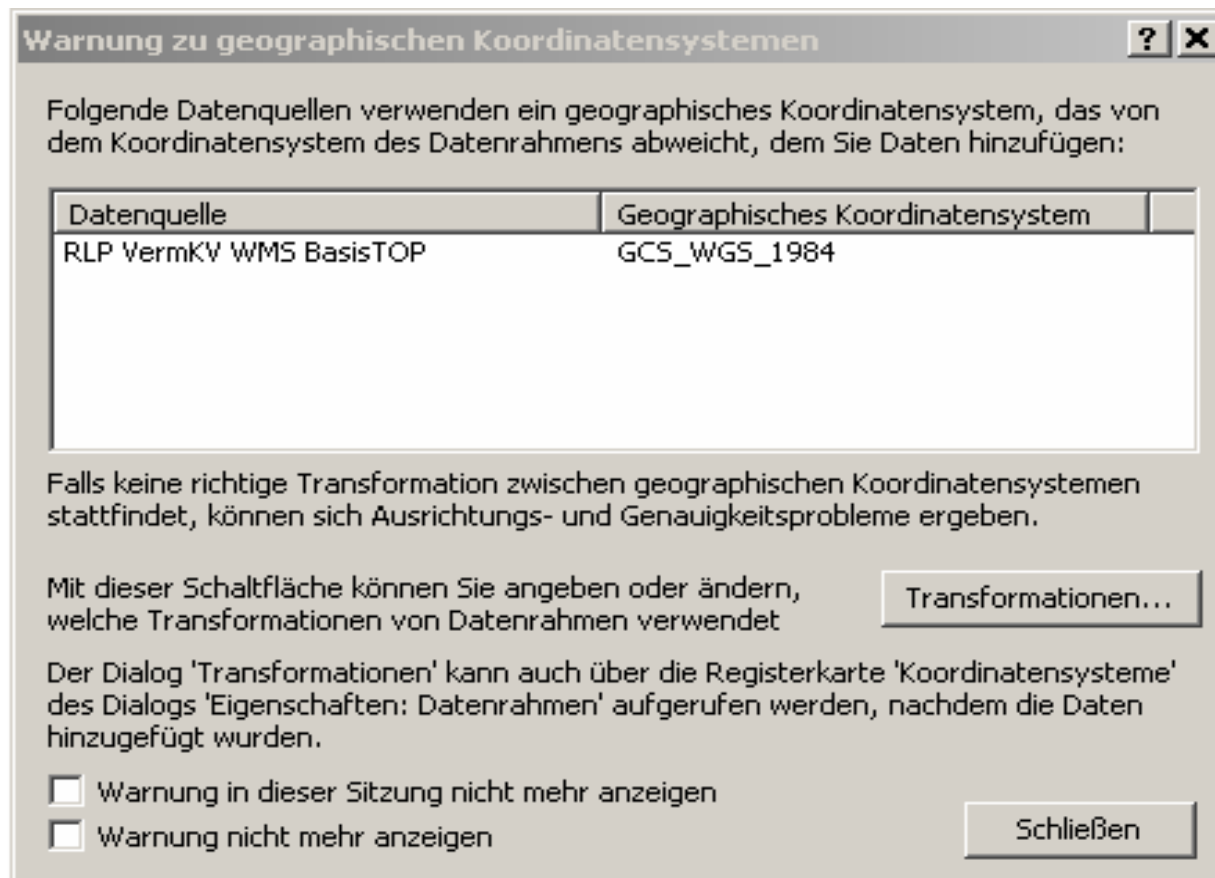 Warnung zu geographischen Koordinatensystemen
Folgende Datenquellen verwenden ein geographisches Koordinatensystem, das von
dem Koordinatensystem des Datenrahmens abweicht, dem Sie Daten hinzufügen:
Datenquelle Geographisches Koordinatensystem
RLP VermKV WMS BasisTOP GCS_WGS_1984
Falls keine richtige Transformation zwischen geographischen Koordinatensystemen
stattfindet, können sich Ausrichtungs- und Genauigkeitsprobleme ergeben.
Mit dieser Schaltfläche können Sie angeben oder ändern,
welche Transformationen von Datenrahmen verwendet
Transformationen...
Der Dialog 'Transformationen' kann auch über die Registerkarte 'Koordinatensysteme'
des Dialogs 'Eigenschaften: Datenrahmen' aufgerufen werden, nachdem die Daten
hinzugefügt wurden.
Warnung in dieser Sitzung nicht mehr anzeigen
Warnung nicht mehr anzeigen
Schließen